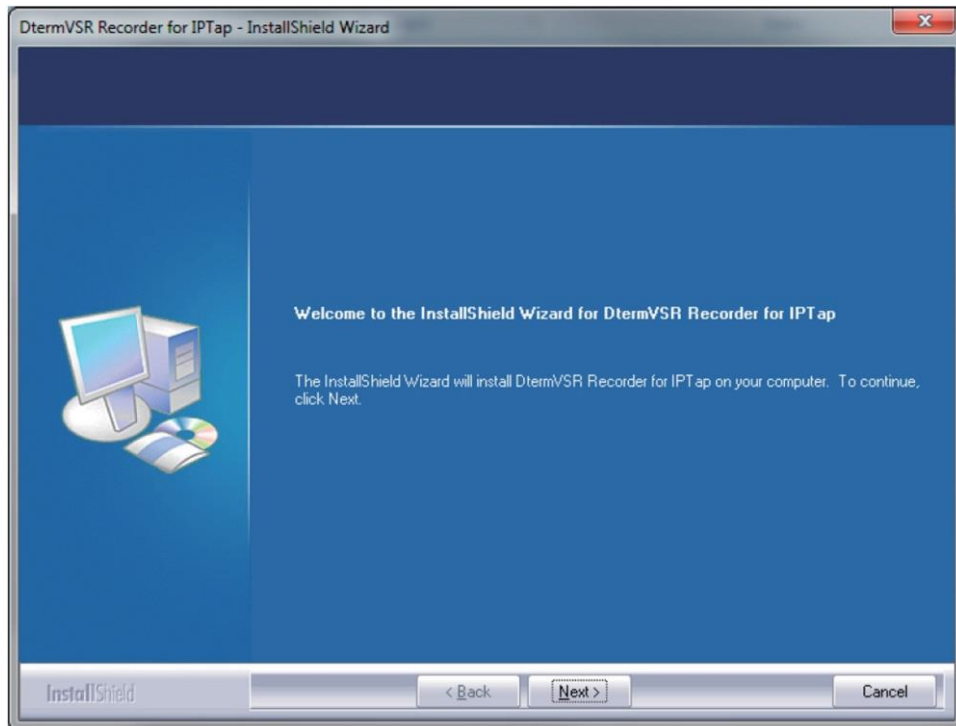 DtermVSR Recorder for IPTap - InstallShield Wizard
Welcome to the InstallShield Wizard for DtermVSR Recorder for IPTap
The InstallShield Wizard will install DtermVSR Recorder for IPTap on your computer. To continue,
click Next.
InstallShield
< Back
Next >
Cancel